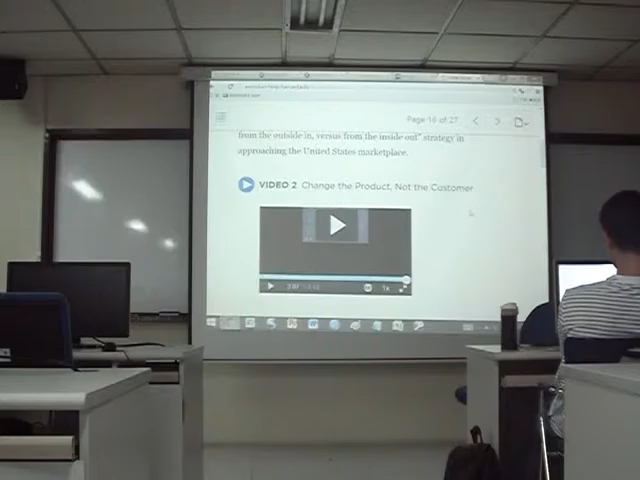 Page 16 of 27
from the outside in, versus from the inside out" strategy in
approaching the United States marketplace.
VIDEO 2 Change the Product, Not the Customer
1x